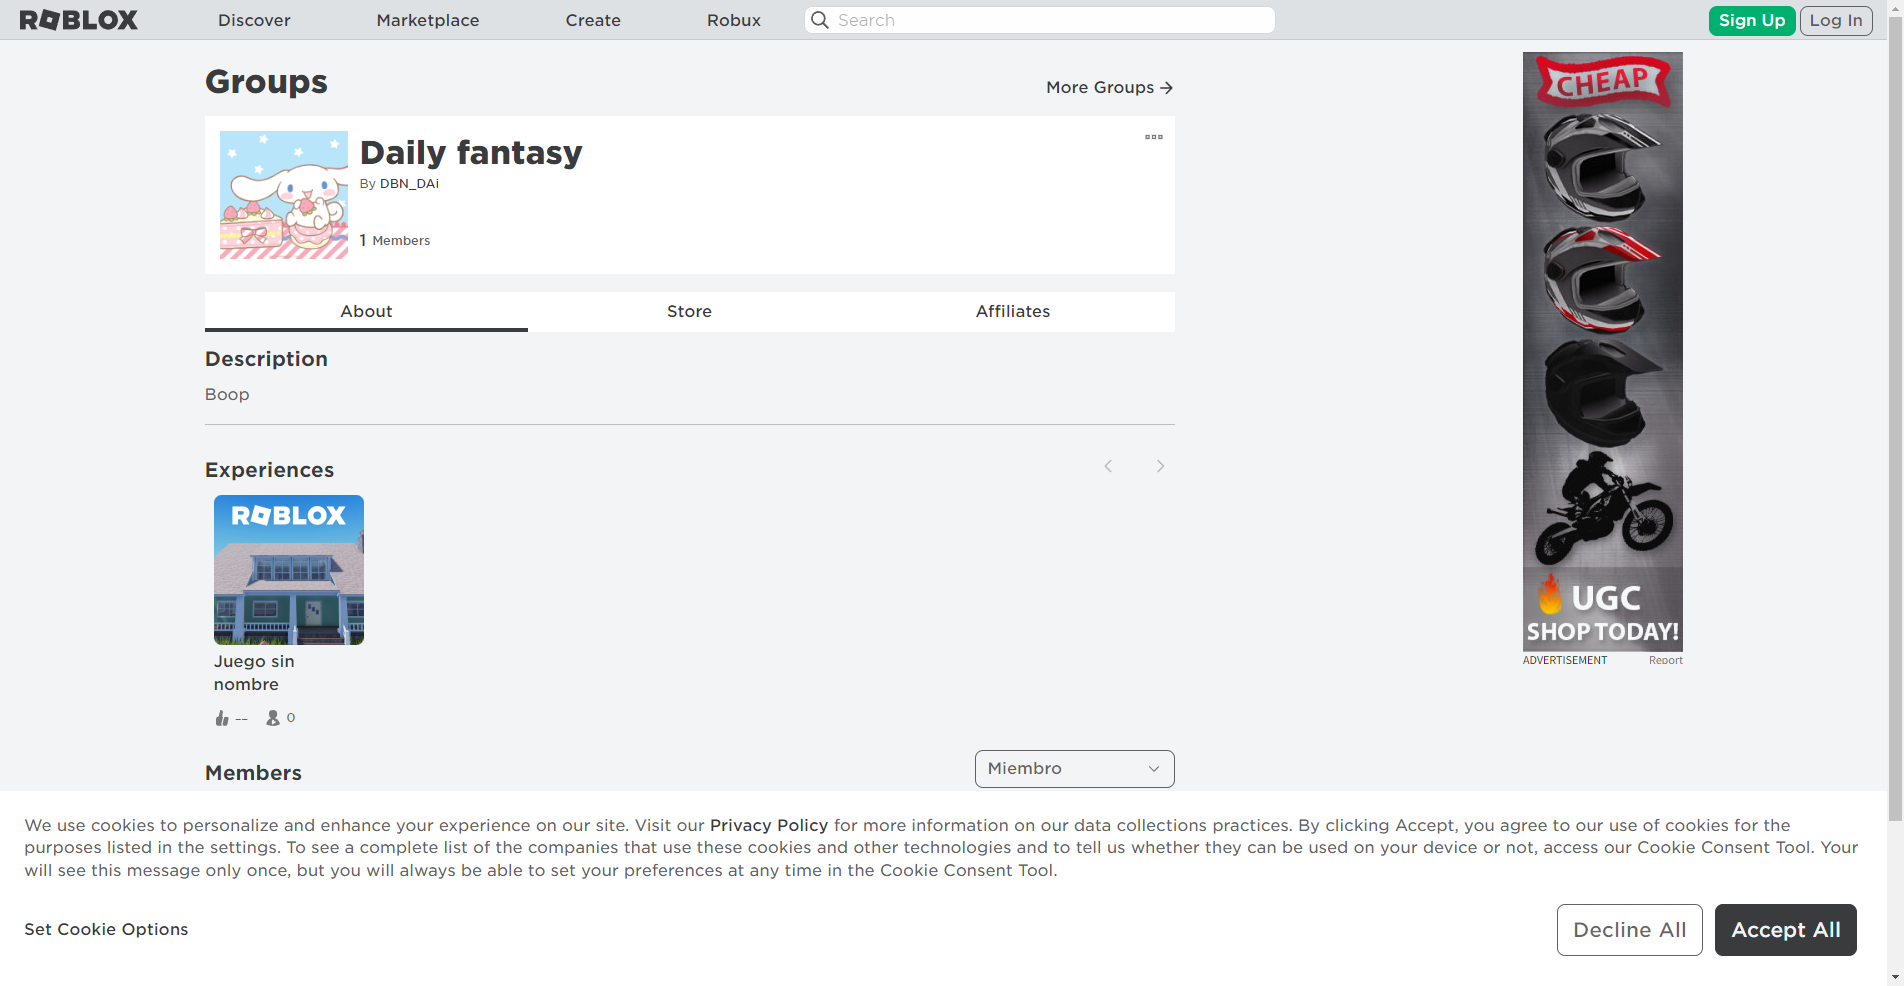 ROBLOX
Discover
Marketplace
Create
Robux
Search
Sign Up
Log In
Groups
More Groups
Daily fantasy
By DBN_DAi
1 Members
About
Store
Affiliates
Description
Boop
Experiences
ROBLOX
Juego sin
nombre
--
0
Members
Miembro
CHEAP
UGC
SHOP TODAY!
ADVERTISEMENT
Report
We use cookies to personalize and enhance your experience on our site. Visit our Privacy Policy for more information on our data collections practices. By clicking Accept, you agree to our use of cookies for the
purposes listed in the settings. To see a complete list of the companies that use these cookies and other technologies and to tell us whether they can be used on your device or not, access our Cookie Consent Tool. Your
will see this message only once, but you will always be able to set your preferences at any time in the Cookie Consent Tool.
Set Cookie Options
Decline All
Accept All